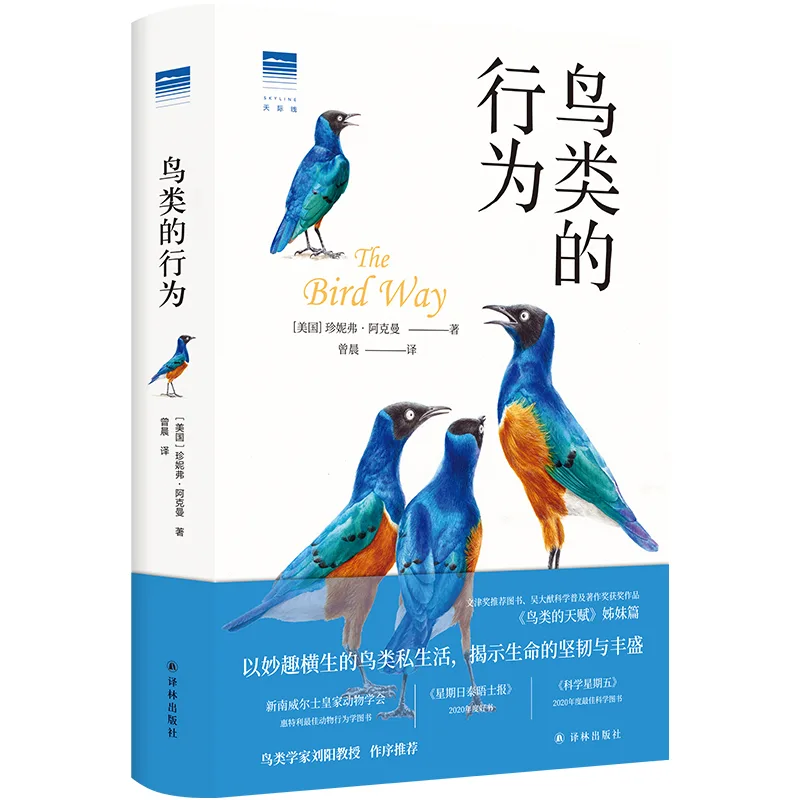 鸟类的行为
[美国]珍妮弗·阿克曼 著
曾晨 译
译林出版社
SKYLINE
天际线
鸟类的
行为
The
Bird Way
[美国] 珍妮弗·阿克曼 —— 著
曾晨 —— 译
文津奖推荐图书、吴大猷科学普及著作奖获奖作品
《鸟类的天赋》姊妹篇
以妙趣横生的鸟类私生活，揭示生命的坚韧与丰盛
新南威尔士皇家动物学会
惠特利最佳动物行为学图书
《星期日泰晤士报》
2020年度好书
《科学星期五》
2020年度最佳科学图书
鸟类学家刘阳教授 作序推荐
译林出版社